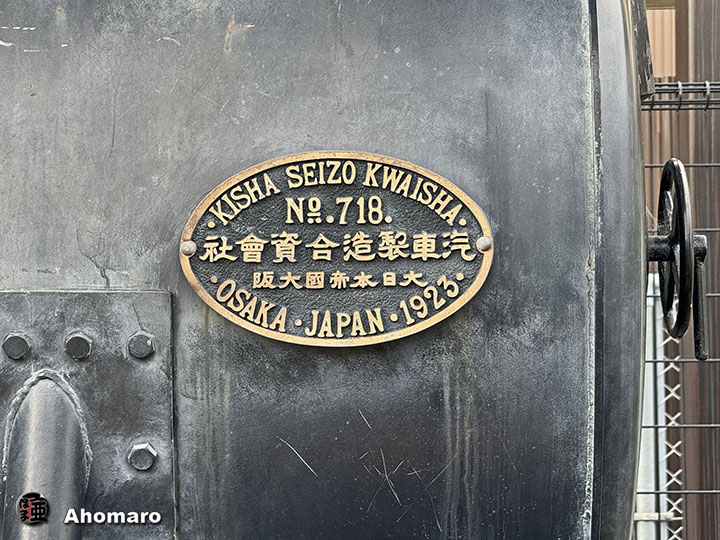 KISHA SEIZO KWAISHA
No.718.
社會資合造製車汽
阪大國帝本日大
OSAKA・JAPAN・1923
Ahomaro